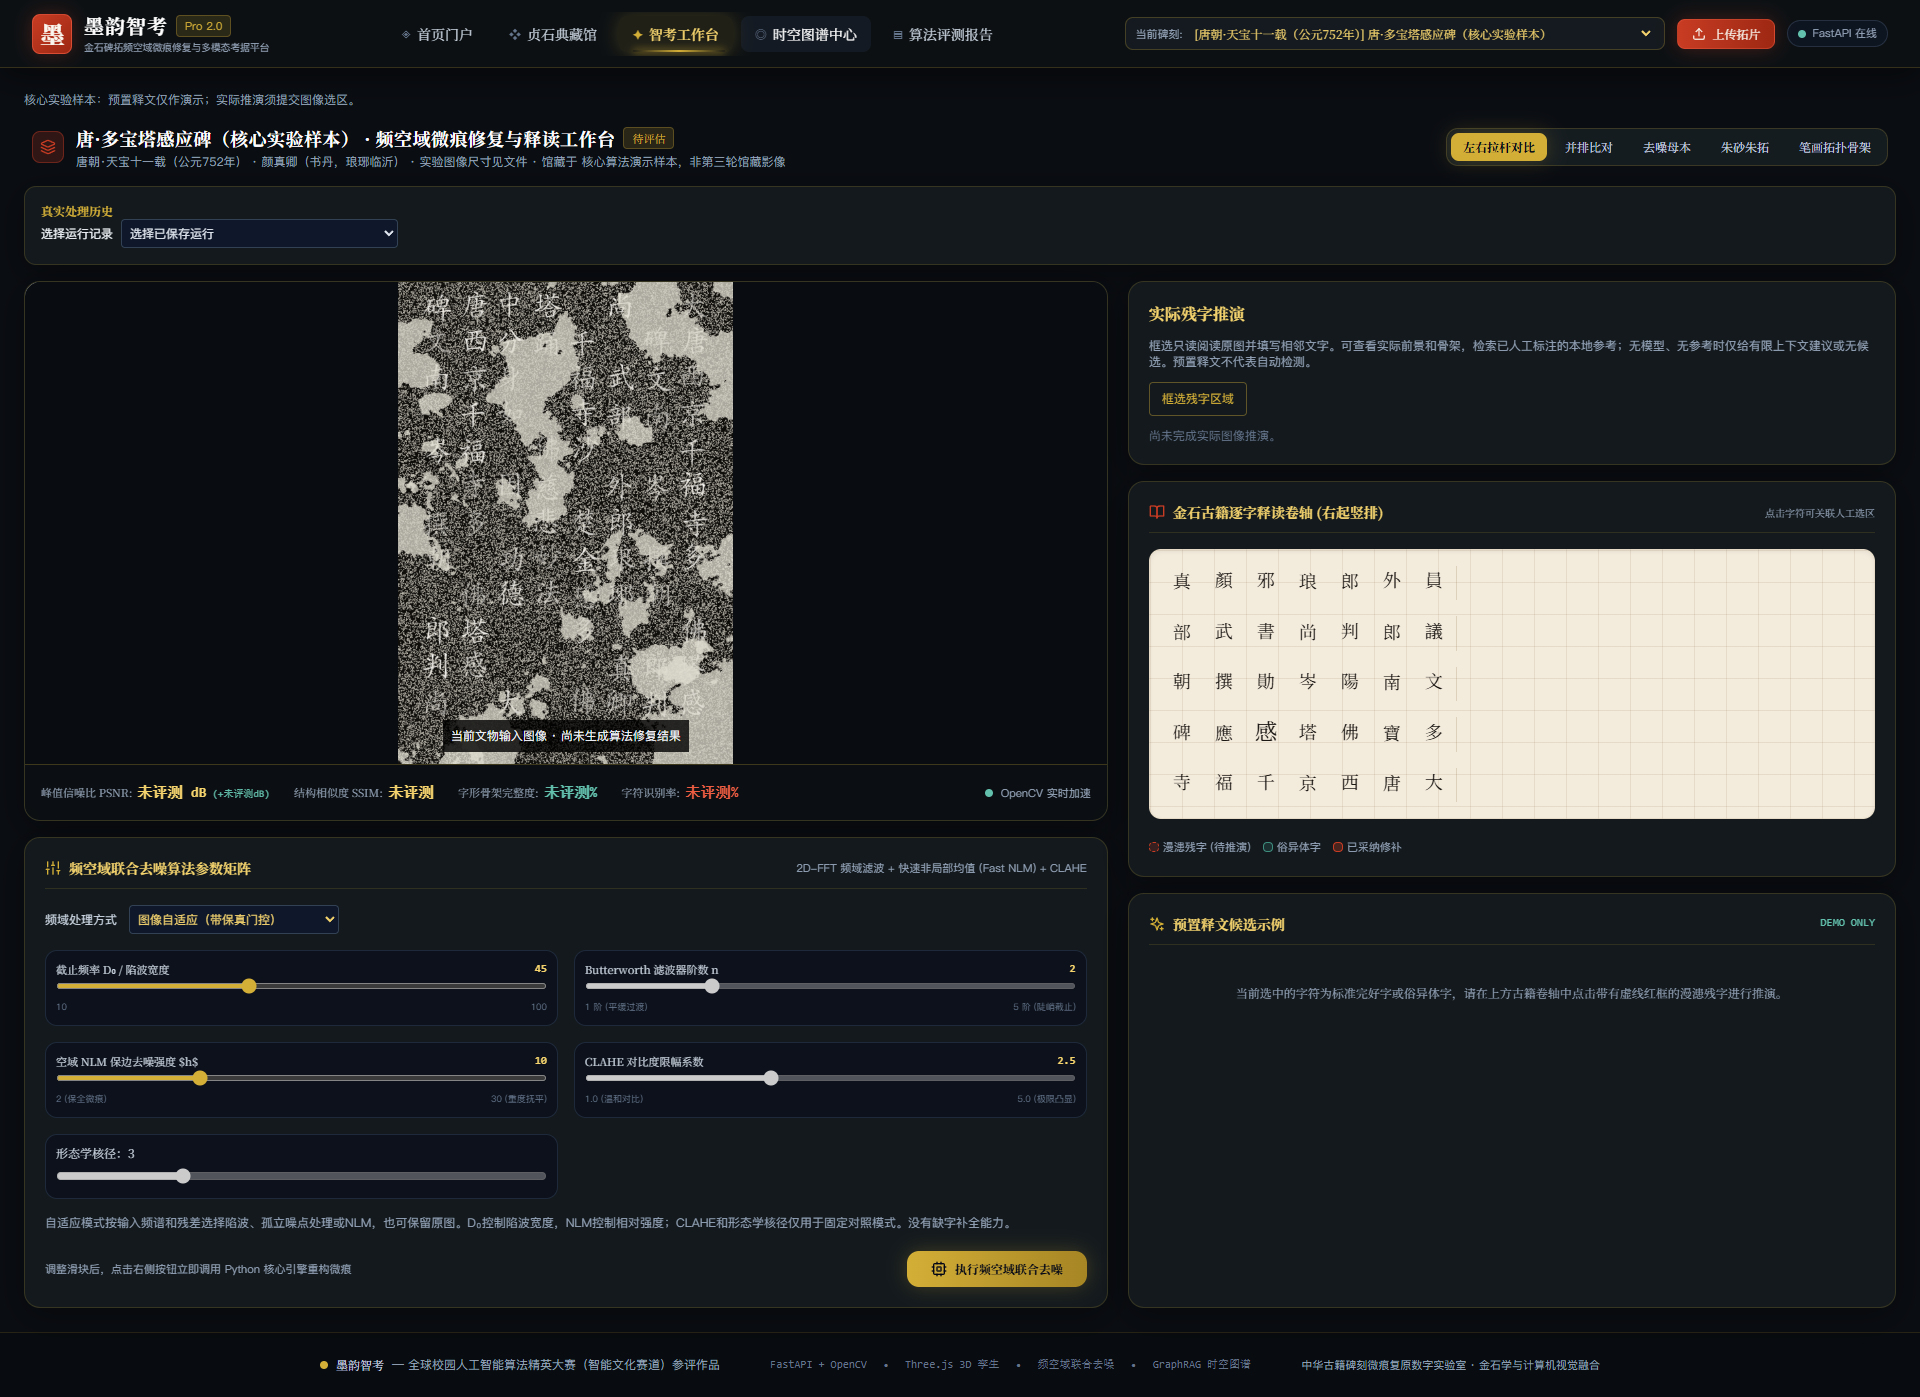 墨 墨韵智考 Pro 2.0
金石碑拓频空域微痕修复与多模态考据平台
首页门户 贞石典藏馆 智考工作台 时空图谱中心 算法评测报告
当前碑刻: [唐朝·天宝十一载（公元752年）] 唐·多宝塔感应碑（核心实验样本）
上传拓片
FastAPI 在线
核心实验样本：预置释文仅作演示；实际推演须提交图像选区。
唐·多宝塔感应碑（核心实验样本）· 频空域微痕修复与释读工作台 待评估
唐朝·天宝十一载（公元752年） · 颜真卿（书丹，琅琊临沂） · 实验图像尺寸见文件 · 馆藏于 核心算法演示样本，非第三轮馆藏影像
左右拉杆对比 并排比对 去噪母本 朱砂朱拓 笔画拓扑骨架
真实处理历史
选择运行记录 选择已保存运行
当前文物输入图像 · 尚未生成算法修复结果
峰值信噪比 PSNR: 未评测 dB (+未评测dB) 结构相似度 SSIM: 未评测 字形骨架完整度: 未评测% 字符识别率: 未评测%
OpenCV 实时加速
频空域联合去噪算法参数矩阵
2D-FFT 频域滤波 + 快速非局部均值 (Fast NLM) + CLAHE
频域处理方式 图像自适应（带保真门控）
截止频率 D₀ / 陷波宽度 45
10 100
Butterworth 滤波器阶数 n 2
1 阶 (平缓过渡) 5 阶 (陡峭截止)
空域 NLM 保边去噪强度 $h$ 10
2 (保全微痕) 30 (重度抚平)
CLAHE 对比度限幅系数 2.5
1.0 (温和对比) 5.0 (极限凸显)
形态学核径：3
自适应模式按输入频谱和残差选择陷波、孤立噪点处理或NLM，也可保留原图。D₀控制陷波宽度，NLM控制相对强度；CLAHE和形态学核径仅用于固定对照模式。没有缺字补全能力。
调整滑块后，点击右侧按钮立即调用 Python 核心引擎重构微痕
执行频空域联合去噪
实际残字推演
框选只读阅读原图并填写相邻文字。可查看实际前景和骨架，检索已人工标注的本地参考；无模型、无参考时仅给有限上下文建议或无候
选。预置释文不代表自动检测。
框选残字区域
尚未完成实际图像推演。
金石古籍逐字释读卷轴 (右起竖排)
点击字符可关联人工选区
真 顏 邪 琅 郎 外 員
部 武 書 尚 判 郎 議
朝 撰 勛 岑 陽 南 文
碑 應 感 塔 佛 寶 多
寺 福 千 京 西 唐 大
漫漶残字 (待推演) 俗异体字 已采纳修补
预置释文候选示例
DEMO ONLY
当前选中的字符为标准完好字或俗异体字，请在上方古籍卷轴中点击带有虚线红框的漫漶残字进行推演。
墨韵智考 — 全球校园人工智能算法精英大赛（智能文化赛道）参评作品
FastAPI + OpenCV • Three.js 3D 孪生 • 频空域联合去噪 • GraphRAG 时空图谱
中华古籍碑刻微痕复原数字实验室 · 金石学与计算机视觉融合